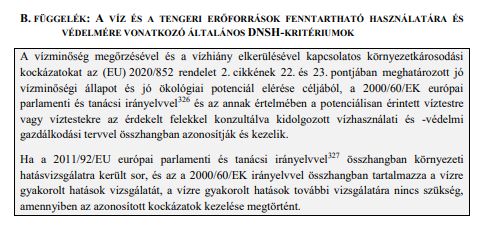 B. FÜGGELÉK: A VÍZ ÉS A TENGERI ERŐFORRÁSOK FENNTARTHATÓ HASZNÁLATÁRA ÉS
VÉDELMÉRE VONATKOZÓ ÁLTALÁNOS DNSH-KRITÉRIUMOK
A vízminőség megőrzésével és a vízhiány elkerülésével kapcsolatos környezetkárosodási
kockázatokat az (EU) 2020/852 rendelet 2. cikkének 22. és 23. pontjában meghatározott jó
vízminőségi állapot és jó ökológiai potenciál elérése céljából, a 2000/60/EK európai
parlamenti és tanácsi irányelvvel326 és az annak értelmében a potenciálisan érintett víztestre
vagy víztestekre az érdekelt felekkel konzultálva kidolgozott vízhasználati és -védelmi
gazdálkodási tervvel összhangban azonosítják és kezelik.
Ha a 2011/92/EU európai parlamenti és tanácsi irányelvvel327 összhangban környezeti
hatásvizsgálatra került sor, és az a 2000/60/EK irányelvvel összhangban tartalmazza a vízre
gyakorolt hatások vizsgálatát, a vízre gyakorolt hatások további vizsgálatára nincs szükség,
amennyiben az azonosított kockázatok kezelése megtörtént.